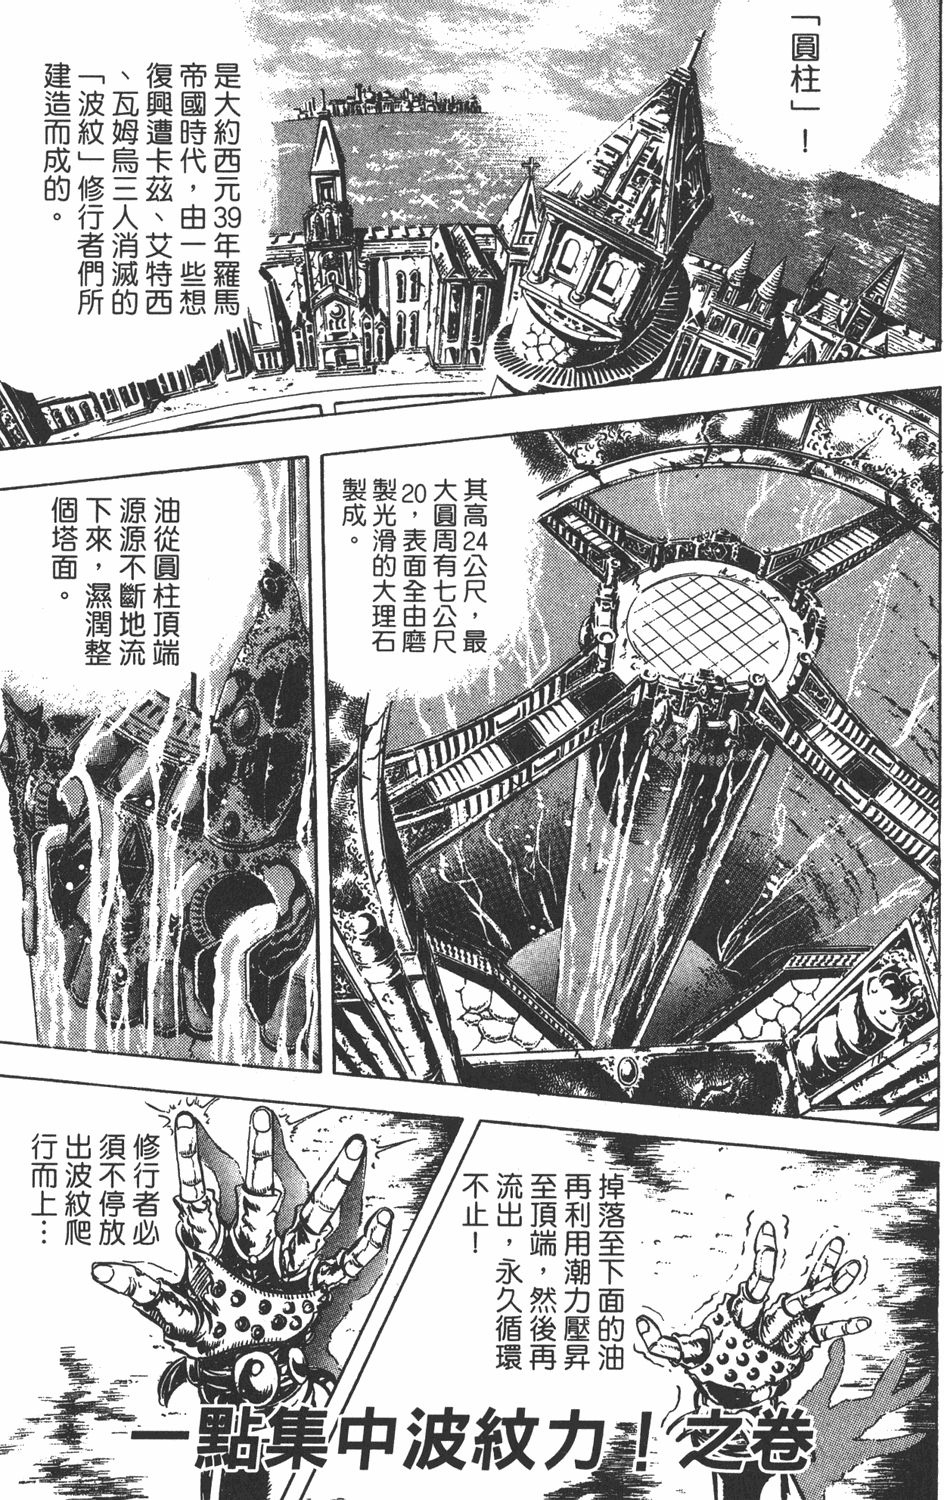 「圓柱」！
是大約西元39年羅馬
帝國時代，由一些想
復興遭卡茲、艾特西
、瓦姆烏三人消滅的
「波紋」修行者們所
建造而成的。
其高24公尺，最
大圓周有七公尺
20，表面全由磨
製光滑的大理石
製成。
油從圓柱頂端
源源不斷地流
下來，濕潤整
個塔面。
掉落至下面的油
再利用潮力壓昇
至頂端，然後再
流出，永久循環
不止！
修行者必
須不停放
出波紋爬
行而上…
一點集中波紋力！之卷